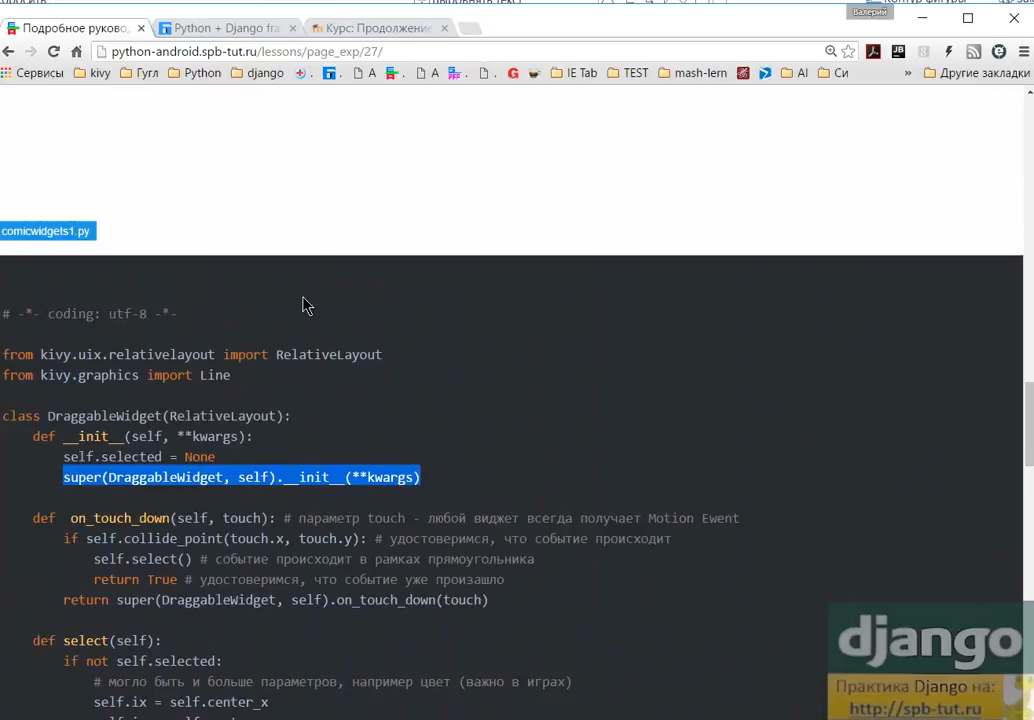 Валерий
Подробное руково
Python + Django fra
Курс: Продолжение
python-android.spb-tut.ru/lessons/page_exp/27/
Сервисы kivy Гугл Python django . . A . A . G IE Tab TEST mash-lern AI Си » Другие закладки
comicwidgets1.py
# -*- coding: utf-8 -*-
from kivy.uix.relativelayout import RelativeLayout
from kivy.graphics import Line
class DraggableWidget(RelativeLayout):
def __init__(self, **kwargs):
self.selected = None
super(DraggableWidget, self).__init__(**kwargs)
def on_touch_down(self, touch): # параметр touch - любой виджет всегда получает Motion Ewent
if self.collide_point(touch.x, touch.y): # удостоверимся, что событие происходит
self.select() # событие происходит в рамках прямоугольника
return True # удостоверимся, что событие уже произашло
return super(DraggableWidget, self).on_touch_down(touch)
def select(self):
if not self.selected:
# могло быть и больше параметров, например цвет (важно в играх)
self.ix = self.center_x
django
Практика Django на:
http://spb-tut.ru